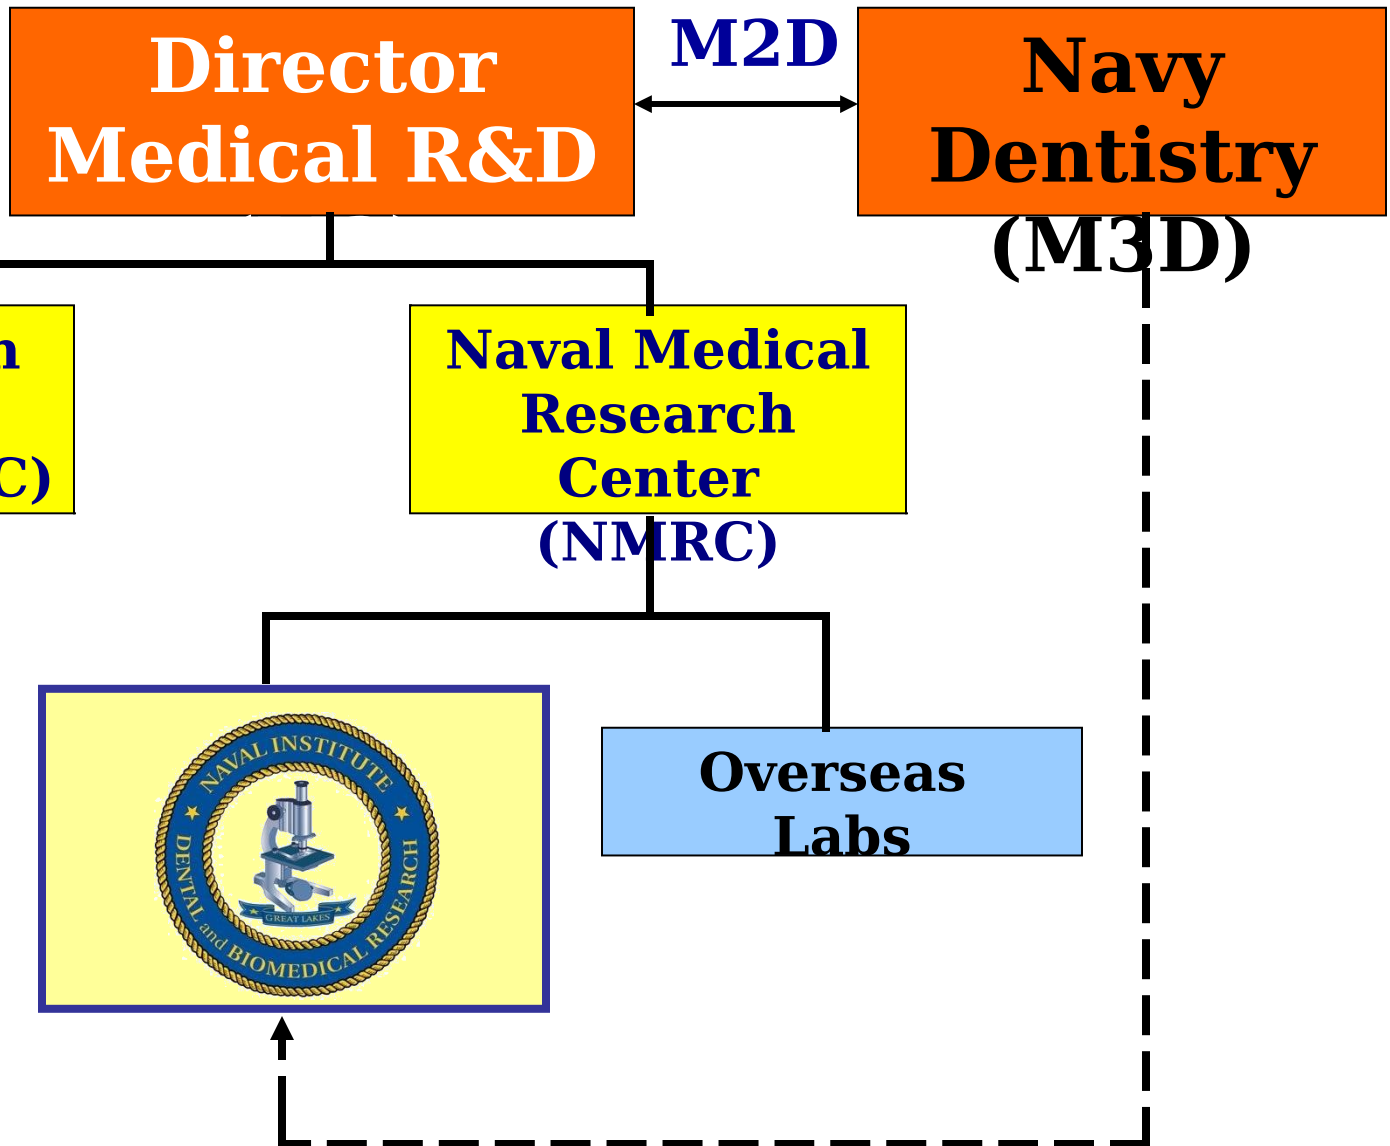 Director
Medical R&D
M2D
Navy
Dentistry
(M3D)
n
C)
Naval Medical
Research
Center
(NMRC)
NAVAL INSTITUTE
DENTAL and BIOMEDICAL RESEARCH
GREAT LAKES
Overseas
Labs